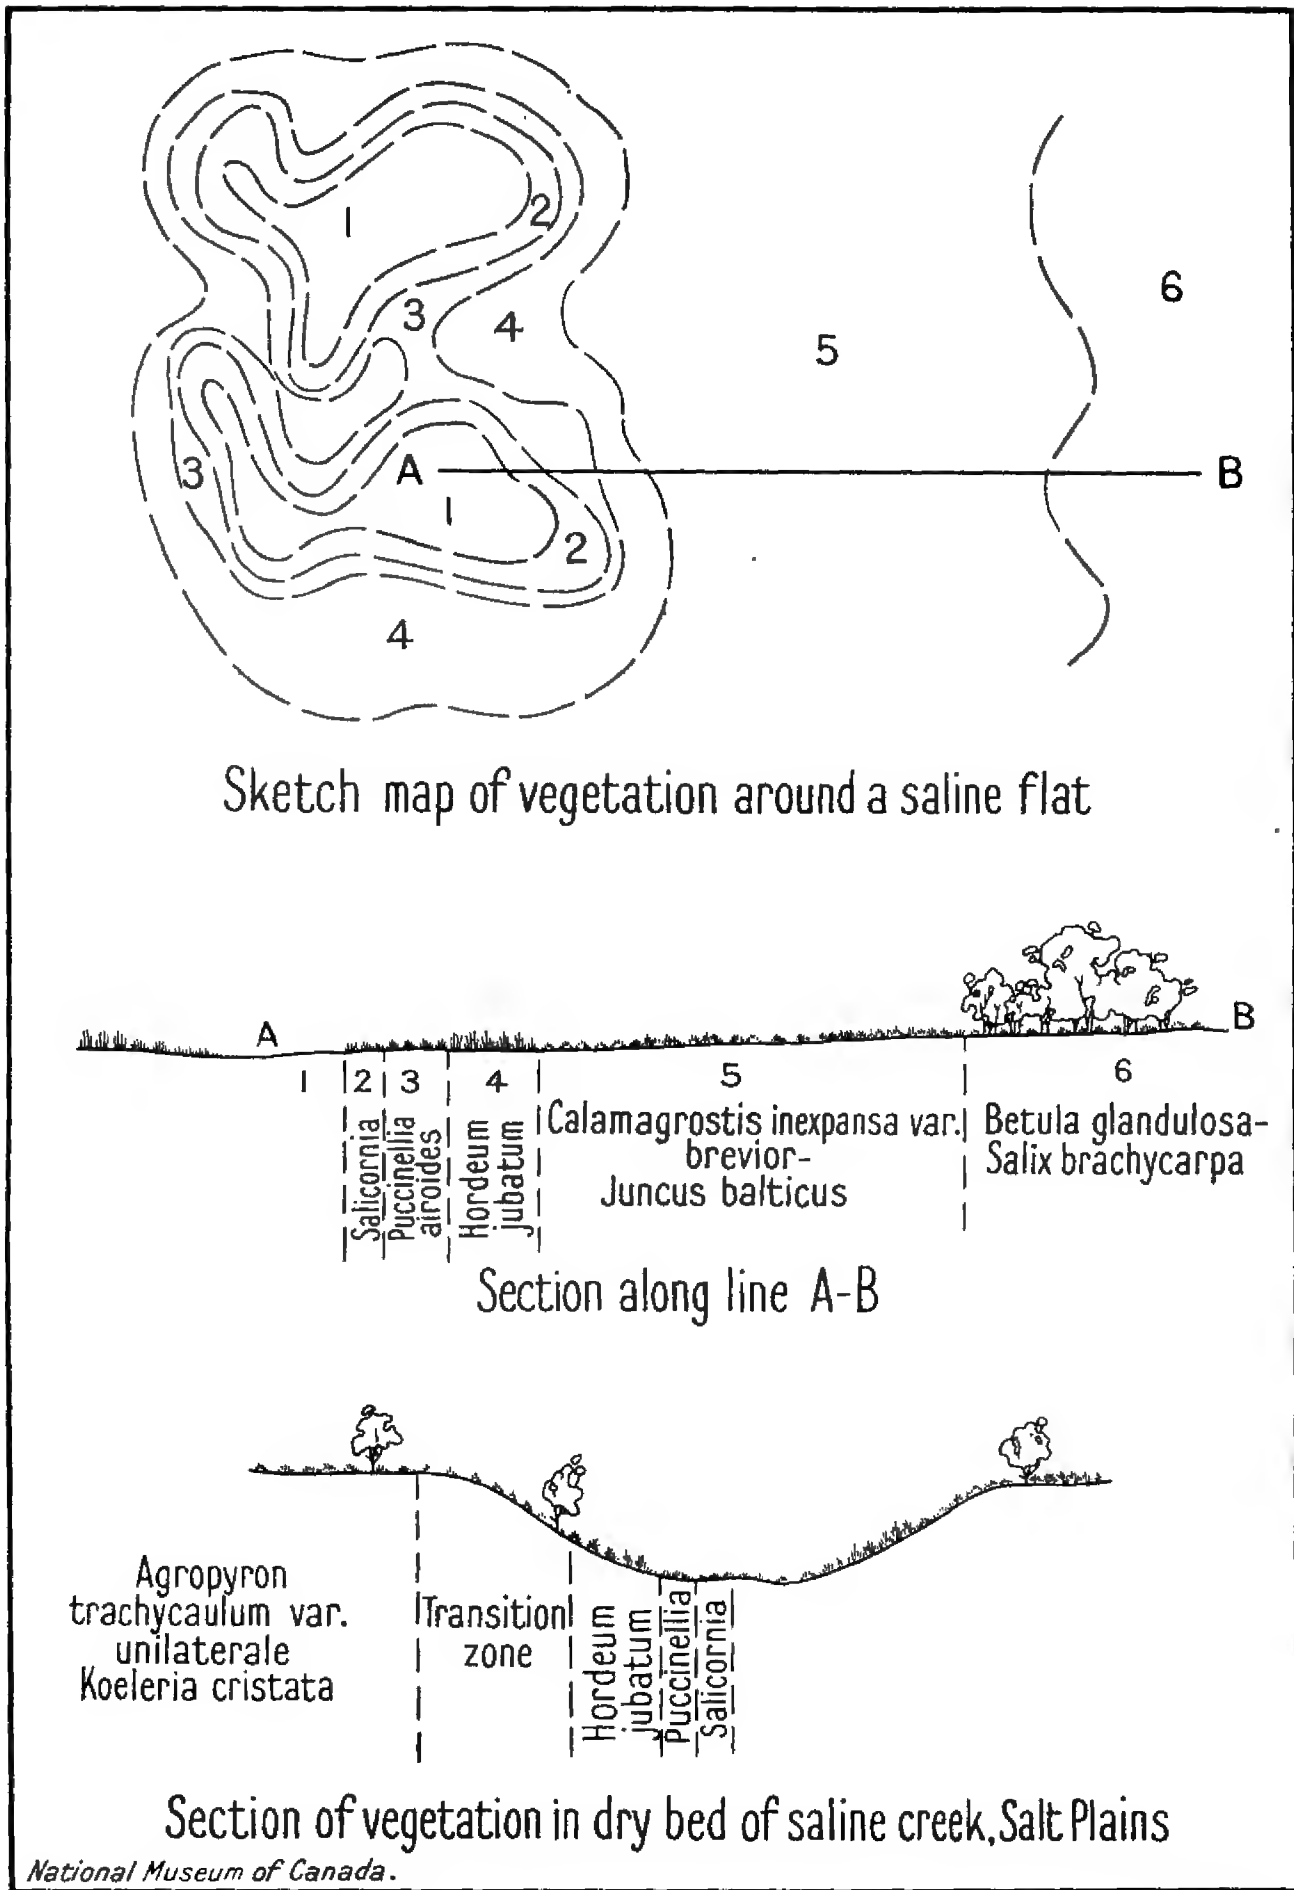 1
2
3
4
5
6
3
A
B
1
2
4
Sketch map of vegetation around a saline flat
A
B
1
2
3
4
5
6
Salicornia
Puccinellia
airoides
Hordeum
jubatum
Calamagrostis inexpansa var.
brevior-
Juncus balticus
Betula glandulosa-
Salix brachycarpa
Section along line A-B
Agropyron
trachycaulum var.
unilaterale
Koeleria cristata
Transition
zone
Hordeum
jubatum
Puccinellia
Salicornia
Section of vegetation in dry bed of saline creek, Salt Plains
National Museum of Canada.